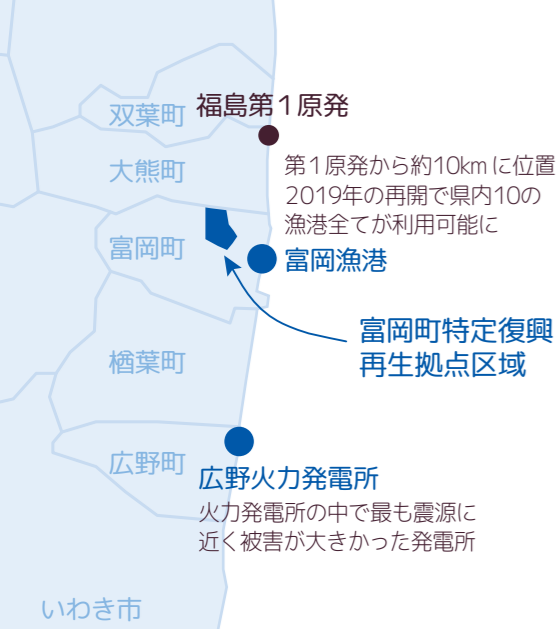 福島第1原発
双葉町
大熊町
第1原発から約10kmに位置
2019年の再開で県内10の
漁港全てが利用可能に
富岡町
富岡漁港
富岡町特定復興
再生拠点区域
楢葉町
広野町
広野火力発電所
火力発電所の中で最も震源に
近く被害が大きかった発電所
いわき市